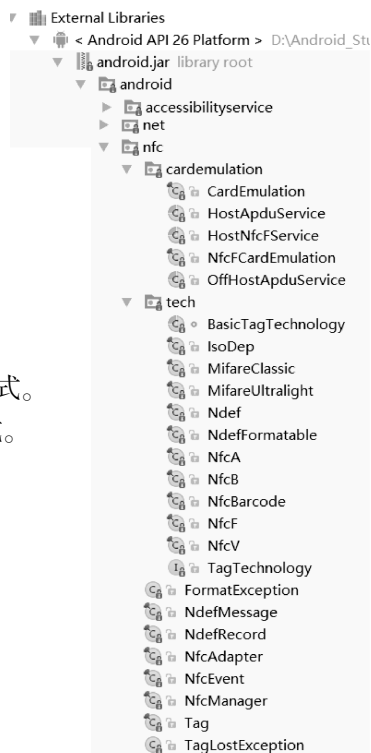 External Libraries
< Android API 26 Platform > D:\Android_Stu
android.jar library root
android
accessibilityservice
net
nfc
cardemulation
CardEmulation
HostApduService
HostNfcFService
NfcFCardEmulation
OffHostApduService
tech
BasicTagTechnology
IsoDep
MifareClassic
式。
MifareUltralight
Ndef
。
NdefFormatable
NfcA
NfcB
NfcBarcode
NfcF
NfcV
TagTechnology
FormatException
NdefMessage
NdefRecord
NfcAdapter
NfcEvent
NfcManager
Tag
TagLostException